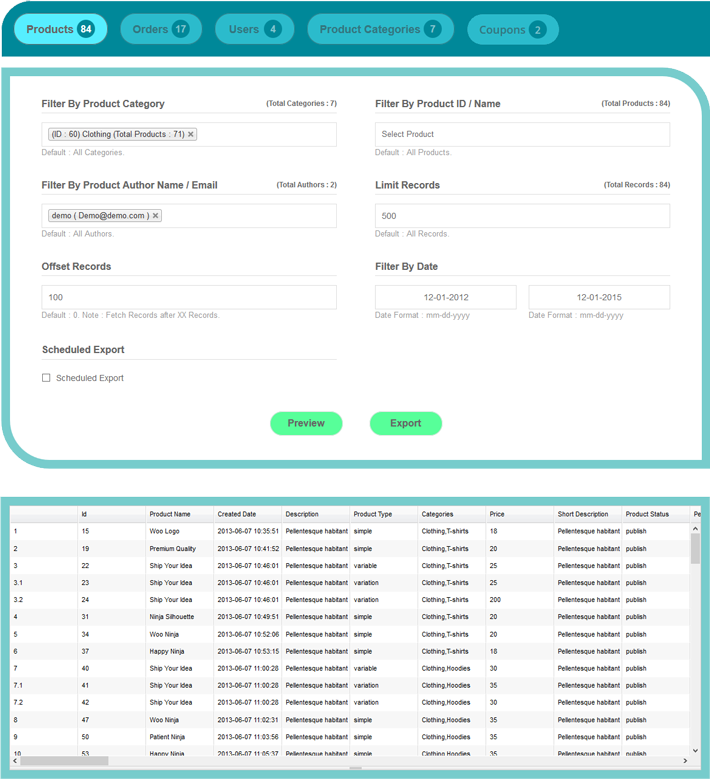 Products 84 Orders 17 Users 4 Product Categories 7 Coupons 2
Filter By Product Category (Total Categories : 7) Filter By Product ID / Name (Total Products : 84)
(ID : 60) Clothing (Total Products : 71) × Select Product
Default : All Categories. Default : All Products.
Filter By Product Author Name / Email (Total Authors : 2) Limit Records (Total Records : 84)
demo ( Demo@demo.com ) × 500
Default : All Authors. Default : All Records.
Offset Records Filter By Date
100 12-01-2012 12-01-2015
Default : 0. Note : Fetch Records after XX Records. Date Format : mm-dd-yyyy Date Format : mm-dd-yyyy
Scheduled Export
Scheduled Export
Preview Export
Id Product Name Created Date Description Product Type Categories Price Short Description Product Status Pe
1 15 Woo Logo 2013-06-07 10:35:51 Pellentesque habitant simple Clothing,T-shirts 18 Pellentesque habitant publish
2 19 Premium Quality 2013-06-07 10:41:52 Pellentesque habitant simple Clothing,T-shirts 20 Pellentesque habitant publish
3 22 Ship Your Idea 2013-06-07 10:46:01 Pellentesque habitant variable Clothing,T-shirts 25 Pellentesque habitant publish
3.1 23 Ship Your Idea 2013-06-07 10:46:01 Pellentesque habitant variation Clothing,T-shirts 25 Pellentesque habitant publish
3.2 24 Ship Your Idea 2013-06-07 10:46:01 Pellentesque habitant variation Clothing,T-shirts 200 Pellentesque habitant publish
4 31 Ninja Silhouette 2013-06-07 10:49:51 Pellentesque habitant simple Clothing,T-shirts 20 Pellentesque habitant publish
5 34 Woo Ninja 2013-06-07 10:52:06 Pellentesque habitant simple Clothing,T-shirts 20 Pellentesque habitant publish
6 37 Happy Ninja 2013-06-07 10:53:15 Pellentesque habitant simple Clothing,T-shirts 18 Pellentesque habitant publish
7 40 Ship Your Idea 2013-06-07 11:00:28 Pellentesque habitant variable Clothing,Hoodies 30 Pellentesque habitant publish
7.1 41 Ship Your Idea 2013-06-07 11:00:28 Pellentesque habitant variation Clothing,Hoodies 35 Pellentesque habitant publish
7.2 42 Ship Your Idea 2013-06-07 11:00:28 Pellentesque habitant variation Clothing,Hoodies 30 Pellentesque habitant publish
8 47 Woo Ninja 2013-06-07 11:02:31 Pellentesque habitant simple Clothing,Hoodies 35 Pellentesque habitant publish
9 50 Patient Ninja 2013-06-07 11:03:56 Pellentesque habitant simple Clothing,Hoodies 35 Pellentesque habitant publish
10 53 Happy Ninja 2013-06-07 11:05:37 Pellentesque habitant simple Clothing,Hoodies 35 Pellentesque habitant publish